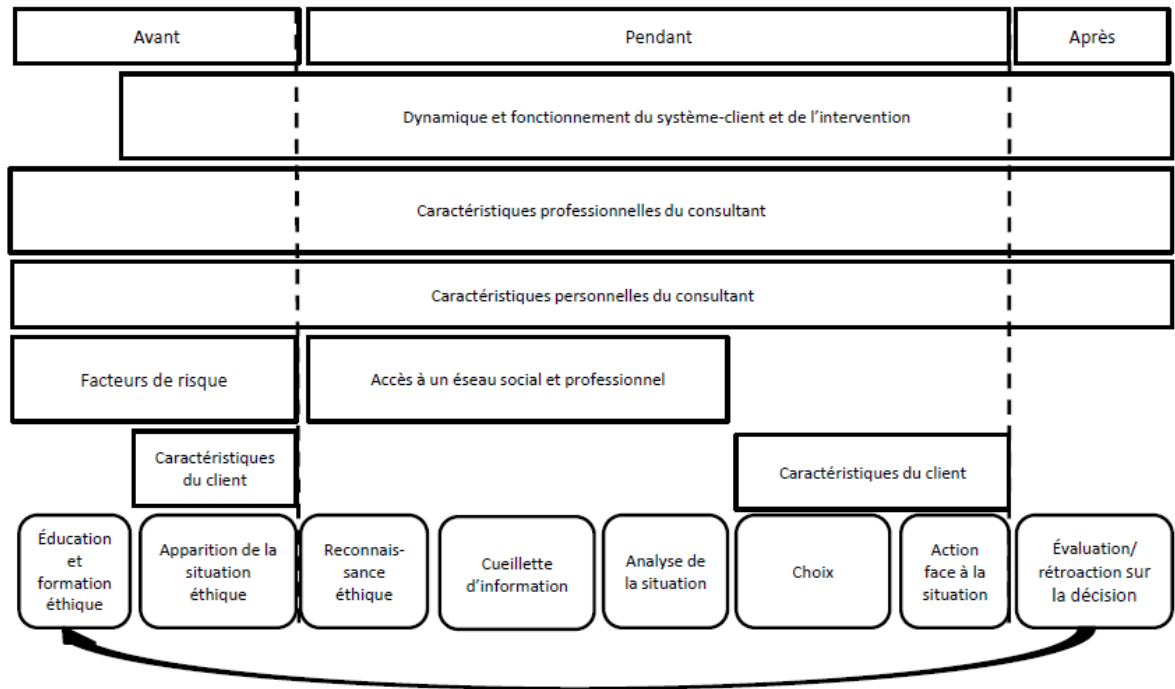 Avant
Pendant
Après
Dynamique et fonctionnement du système-client et de l'intervention
Caractéristiques professionnelles du consultant
Caractéristiques personnelles du consultant
Facteurs de risque
Accès à un éseau social et professionnel
Caractéristiques
du client
Caractéristiques du client
Éducation
et
formation
éthique
Apparition de la
situation
éthique
Reconnais-
sance
éthique
Cueillette
d'information
Analyse de
la situation
Choix
Action
face à la
situation
Évaluation/
rétroaction sur
la décision